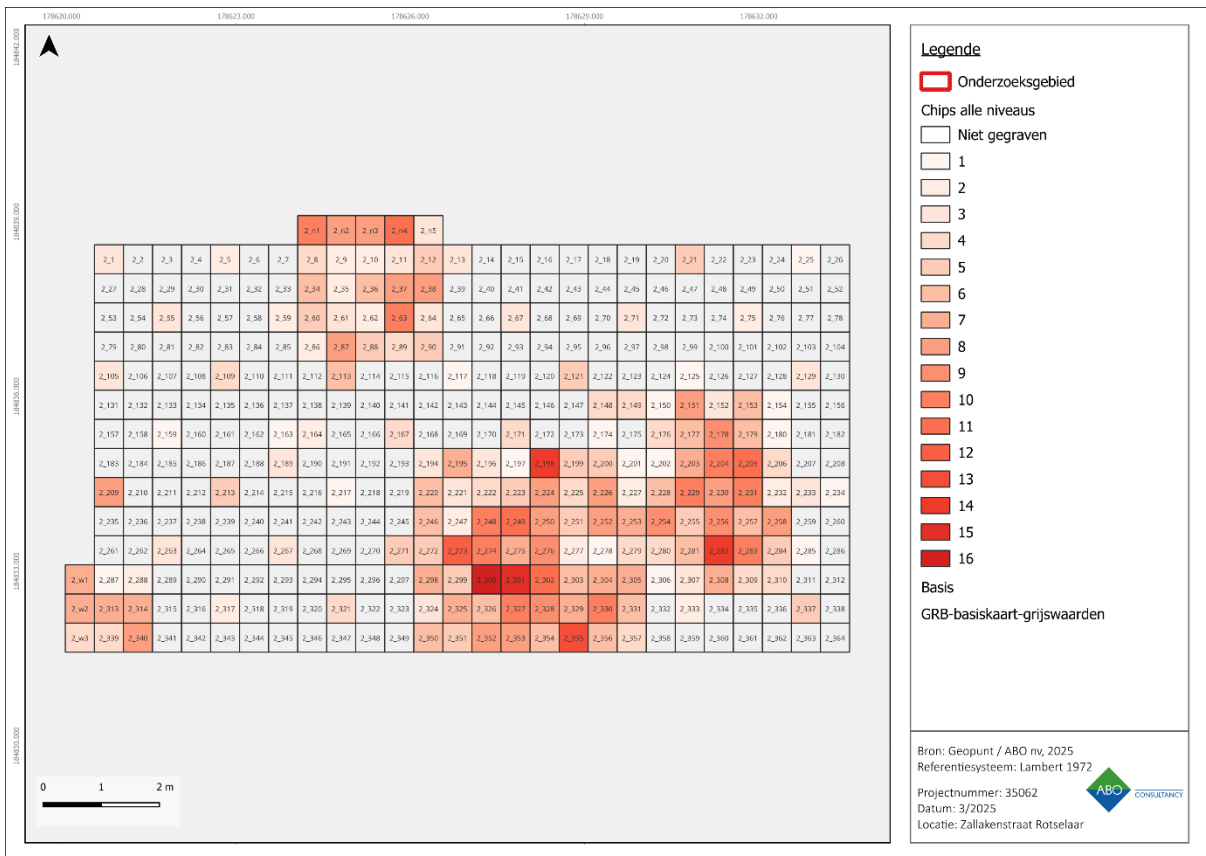 178620.000 178623.000 178626.000 178629.000 178632.000
184842.000
184839.000
184836.000
184833.000
184830.000
2_n1 2_n2 2_n3 2_n4 2_n5
2_1 2_2 2_3 2_4 2_5 2_6 2_7 2_8 2_9 2_10 2_11 2_12 2_13 2_14 2_15 2_16 2_17 2_18 2_19 2_20 2_21 2_22 2_23 2_24 2_25 2_26
2_27 2_28 2_29 2_30 2_31 2_32 2_33 2_34 2_35 2_36 2_37 2_38 2_39 2_40 2_41 2_42 2_43 2_44 2_45 2_46 2_47 2_48 2_49 2_50 2_51 2_52
2_53 2_54 2_55 2_56 2_57 2_58 2_59 2_60 2_61 2_62 2_63 2_64 2_65 2_66 2_67 2_68 2_69 2_70 2_71 2_72 2_73 2_74 2_75 2_76 2_77 2_78
2_79 2_80 2_81 2_82 2_83 2_84 2_85 2_86 2_87 2_88 2_89 2_90 2_91 2_92 2_93 2_94 2_95 2_96 2_97 2_98 2_99 2_100 2_101 2_102 2_103 2_104
2_105 2_106 2_107 2_108 2_109 2_110 2_111 2_112 2_113 2_114 2_115 2_116 2_117 2_118 2_119 2_120 2_121 2_122 2_123 2_124 2_125 2_126 2_127 2_128 2_129 2_130
2_131 2_132 2_133 2_134 2_135 2_136 2_137 2_138 2_139 2_140 2_141 2_142 2_143 2_144 2_145 2_146 2_147 2_148 2_149 2_150 2_151 2_152 2_153 2_154 2_155 2_156
2_157 2_158 2_159 2_160 2_161 2_162 2_163 2_164 2_165 2_166 2_167 2_168 2_169 2_170 2_171 2_172 2_173 2_174 2_175 2_176 2_177 2_178 2_179 2_180 2_181 2_182
2_183 2_184 2_185 2_186 2_187 2_188 2_189 2_190 2_191 2_192 2_193 2_194 2_195 2_196 2_197 2_198 2_199 2_200 2_201 2_202 2_203 2_204 2_205 2_206 2_207 2_208
2_209 2_210 2_211 2_212 2_213 2_214 2_215 2_216 2_217 2_218 2_219 2_220 2_221 2_222 2_223 2_224 2_225 2_226 2_227 2_228 2_229 2_230 2_231 2_232 2_233 2_234
2_235 2_236 2_237 2_238 2_239 2_240 2_241 2_242 2_243 2_244 2_245 2_246 2_247 2_248 2_249 2_250 2_251 2_252 2_253 2_254 2_255 2_256 2_257 2_258 2_259 2_260
2_261 2_262 2_263 2_264 2_265 2_266 2_267 2_268 2_269 2_270 2_271 2_272 2_273 2_274 2_275 2_276 2_277 2_278 2_279 2_280 2_281 2_282 2_283 2_284 2_285 2_286
2_w1 2_287 2_288 2_289 2_290 2_291 2_292 2_293 2_294 2_295 2_296 2_297 2_298 2_299 2_300 2_301 2_302 2_303 2_304 2_305 2_306 2_307 2_308 2_309 2_310 2_311 2_312
2_w2 2_313 2_314 2_315 2_316 2_317 2_318 2_319 2_320 2_321 2_322 2_323 2_324 2_325 2_326 2_327 2_328 2_329 2_330 2_331 2_332 2_333 2_334 2_335 2_336 2_337 2_338
2_w3 2_339 2_340 2_341 2_342 2_343 2_344 2_345 2_346 2_347 2_348 2_349 2_350 2_351 2_352 2_353 2_354 2_355 2_356 2_357 2_358 2_359 2_360 2_361 2_362 2_363 2_364
0 1 2 m
Legende
Onderzoeksgebied
Chips alle niveaus
Niet gegraven
1
2
3
4
5
6
7
8
9
10
11
12
13
14
15
16
Basis
GRB-basiskaart-grijswaarden
Bron: Geopunt / ABO nv, 2025
Referentiesysteem: Lambert 1972
Projectnummer: 35062
Datum: 3/2025
Locatie: Zallakenstraat Rotselaar
ABO CONSULTANCY